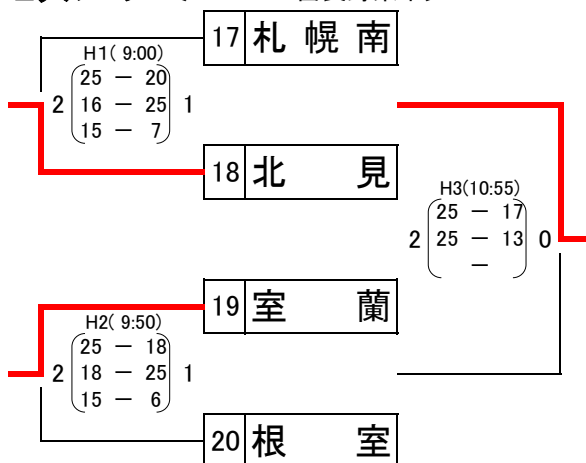 17 札幌南
H1( 9:00)
25 － 20
2 16 － 25 1
15 － 7
18 北見
H3(10:55)
25 － 17
2 25 － 13 0
－
19 室蘭
H2( 9:50)
25 － 18
2 18 － 25 1
15 － 6
20 根室